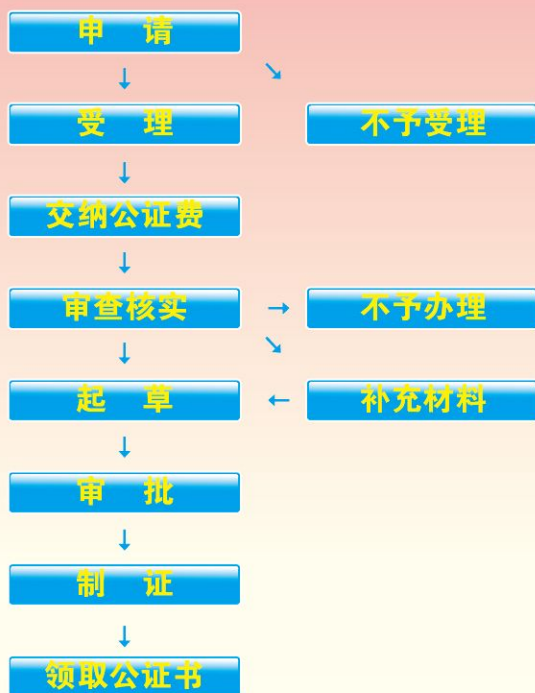 申 请
受 理
不予受理
交纳公证费
审查核实
不予办理
起 草
补充材料
审 批
制 证
领取公证书